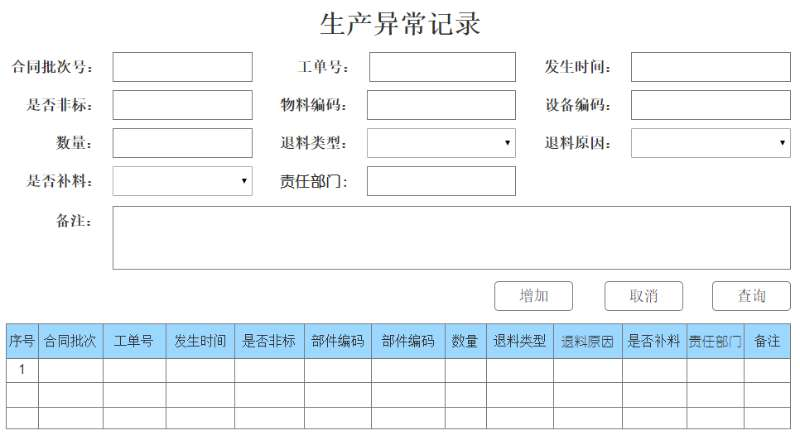 生产异常记录
合同批次号： 工单号： 发生时间：
是否非标： 物料编码： 设备编码：
数量： 退料类型： 退料原因：
是否补料： 责任部门：
备注：
增加 取消 查询
序号 合同批次 工单号 发生时间 是否非标 部件编码 部件编码 数量 退料类型 退料原因 是否补料 责任部门 备注
1